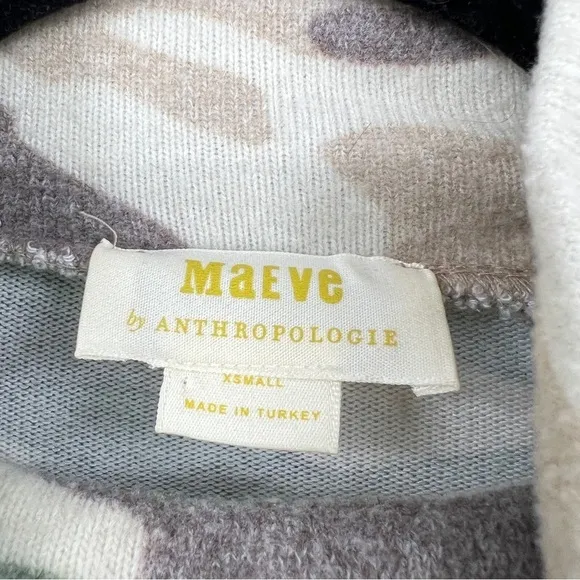 MaEve
by ANTHROPOLOGIE
XSMALL
MADE IN TURKEY